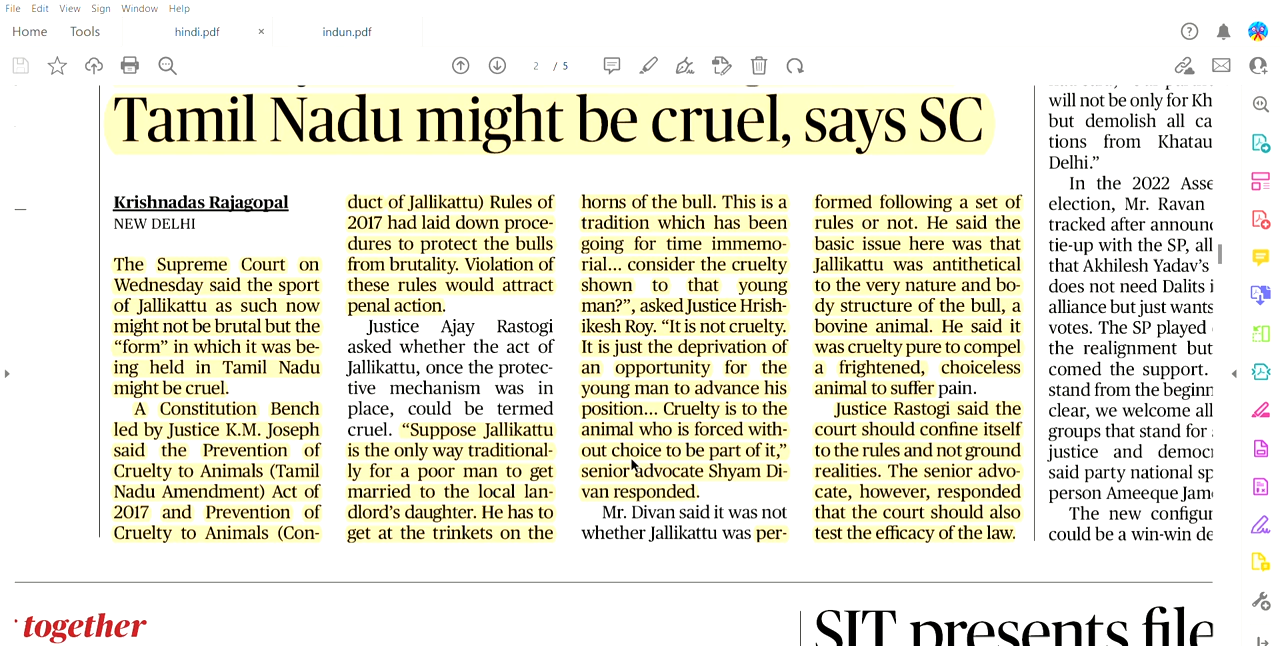 File Edit View Sign Window Help
Home Tools hindi.pdf × indun.pdf
2 / 5
Tamil Nadu might be cruel, says SC
Krishnadas Rajagopal
NEW DELHI
The Supreme Court on
Wednesday said the sport
of Jallikattu as such now
might not be brutal but the
“form” in which it was be-
ing held in Tamil Nadu
might be cruel.
A Constitution Bench
led by Justice K.M. Joseph
said the Prevention of
Cruelty to Animals (Tamil
Nadu Amendment) Act of
2017 and Prevention of
Cruelty to Animals (Con-
duct of Jallikattu) Rules of
2017 had laid down proce-
dures to protect the bulls
from brutality. Violation of
these rules would attract
penal action.
Justice Ajay Rastogi
asked whether the act of
Jallikattu, once the protec-
tive mechanism was in
place, could be termed
cruel. “Suppose Jallikattu
is the only way traditional-
ly for a poor man to get
married to the local lan-
dlord’s daughter. He has to
get at the trinkets on the
horns of the bull. This is a
tradition which has been
going for time immemo-
rial... consider the cruelty
shown to that young
man?”, asked Justice Hrish-
ikesh Roy. “It is not cruelty.
It is just the deprivation of
an opportunity for the
young man to advance his
position... Cruelty is to the
animal who is forced with-
out choice to be part of it,”
senior advocate Shyam Di-
van responded.
Mr. Divan said it was not
whether Jallikattu was per-
formed following a set of
rules or not. He said the
basic issue here was that
Jallikattu was antithetical
to the very nature and bo-
dy structure of the bull, a
bovine animal. He said it
was cruelty pure to compel
a frightened, choiceless
animal to suffer pain.
Justice Rastogi said the
court should confine itself
to the rules and not ground
realities. The senior advo-
cate, however, responded
that the court should also
test the efficacy of the law.
will not be only for Kh
but demolish all ca
tions from Khatau
Delhi.”
In the 2022 Asse
election, Mr. Ravan
tracked after announc
tie-up with the SP, all
that Akhilesh Yadav’s
does not need Dalits i
alliance but just wants
votes. The SP played
the realignment but
comed the support.
stand from the beginn
clear, we welcome all
groups that stand for
justice and democr
said party national sp
person Ameeque Jam
The new configur
could be a win-win de
together
SIT presents file